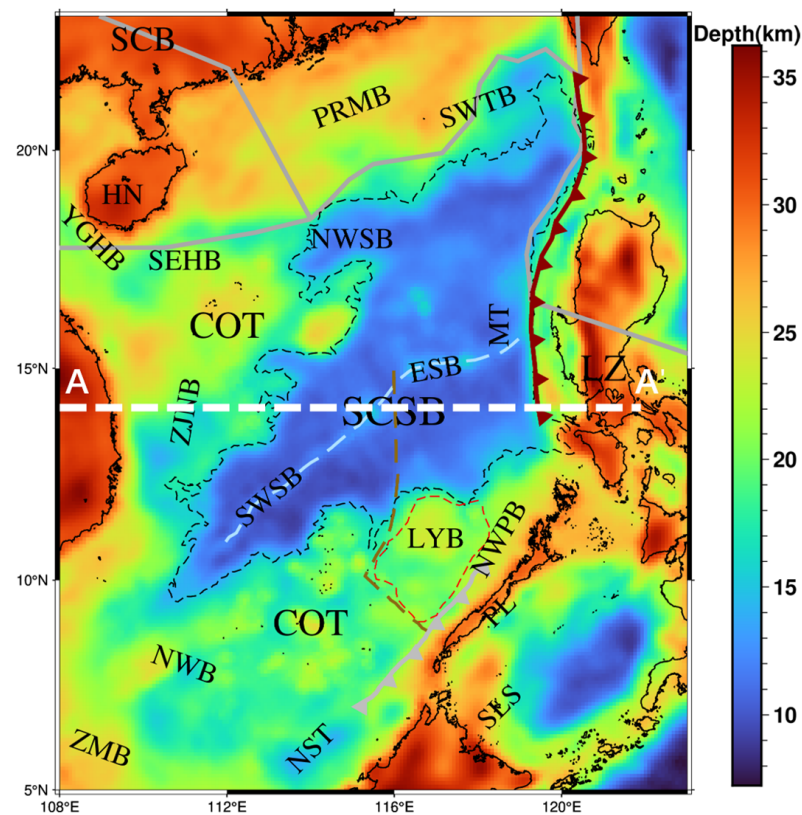 Depth(km)
SCB
35
PRMB
SWTB
20°N
HN
30
YGHB
NWSB
SEHB
COT
MT
25
15°N
ESB
LZ
A
A'
ZJNB
SCSB
20
SWSB
LYB
NWPB
10°N
15
COT
PL
NWB
SLS
10
ZMB
NST
5°N
108°E
112°E
116°E
120°E